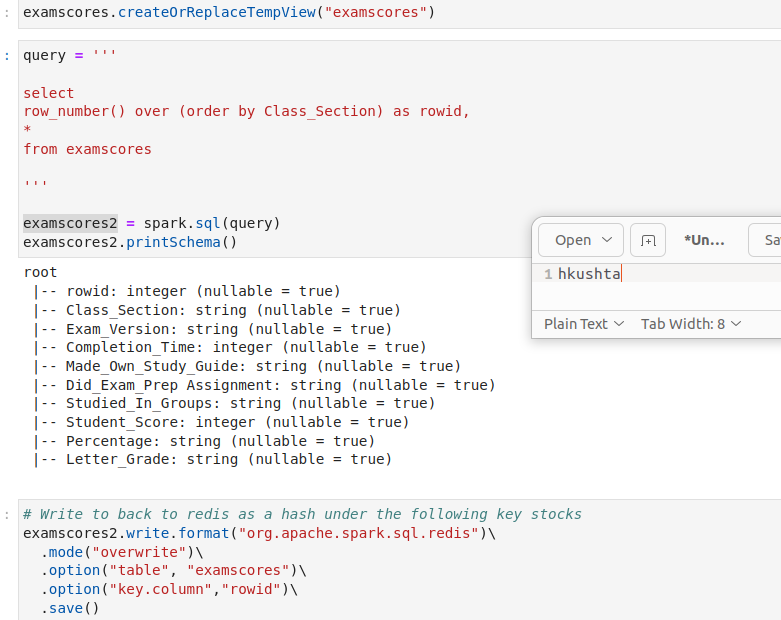 : examscores.createOrReplaceTempView("examscores")
: query = '''
select
row_number() over (order by Class_Section) as rowid,
*
from examscores
'''
examscores2 = spark.sql(query)
examscores2.printSchema()
root
 |-- rowid: integer (nullable = true)
 |-- Class_Section: string (nullable = true)
 |-- Exam_Version: string (nullable = true)
 |-- Completion_Time: integer (nullable = true)
 |-- Made_Own_Study_Guide: string (nullable = true)
 |-- Did_Exam_Prep Assignment: string (nullable = true)
 |-- Studied_In_Groups: string (nullable = true)
 |-- Student_Score: integer (nullable = true)
 |-- Percentage: string (nullable = true)
 |-- Letter_Grade: string (nullable = true)
Open *Un... Sa
1 hkushta
Plain Text Tab Width: 8
: # Write to back to redis as a hash under the following key stocks
examscores2.write.format("org.apache.spark.sql.redis")\
  .mode("overwrite")\
  .option("table", "examscores")\
  .option("key.column","rowid")\
  .save()